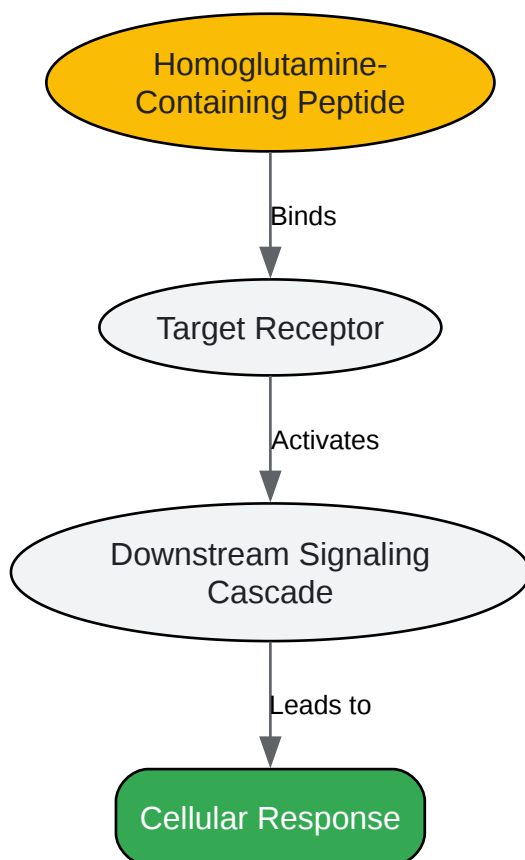 Homoglutamine-
Containing Peptide
Binds
Target Receptor
Activates
Downstream Signaling
Cascade
Leads to
Cellular Response